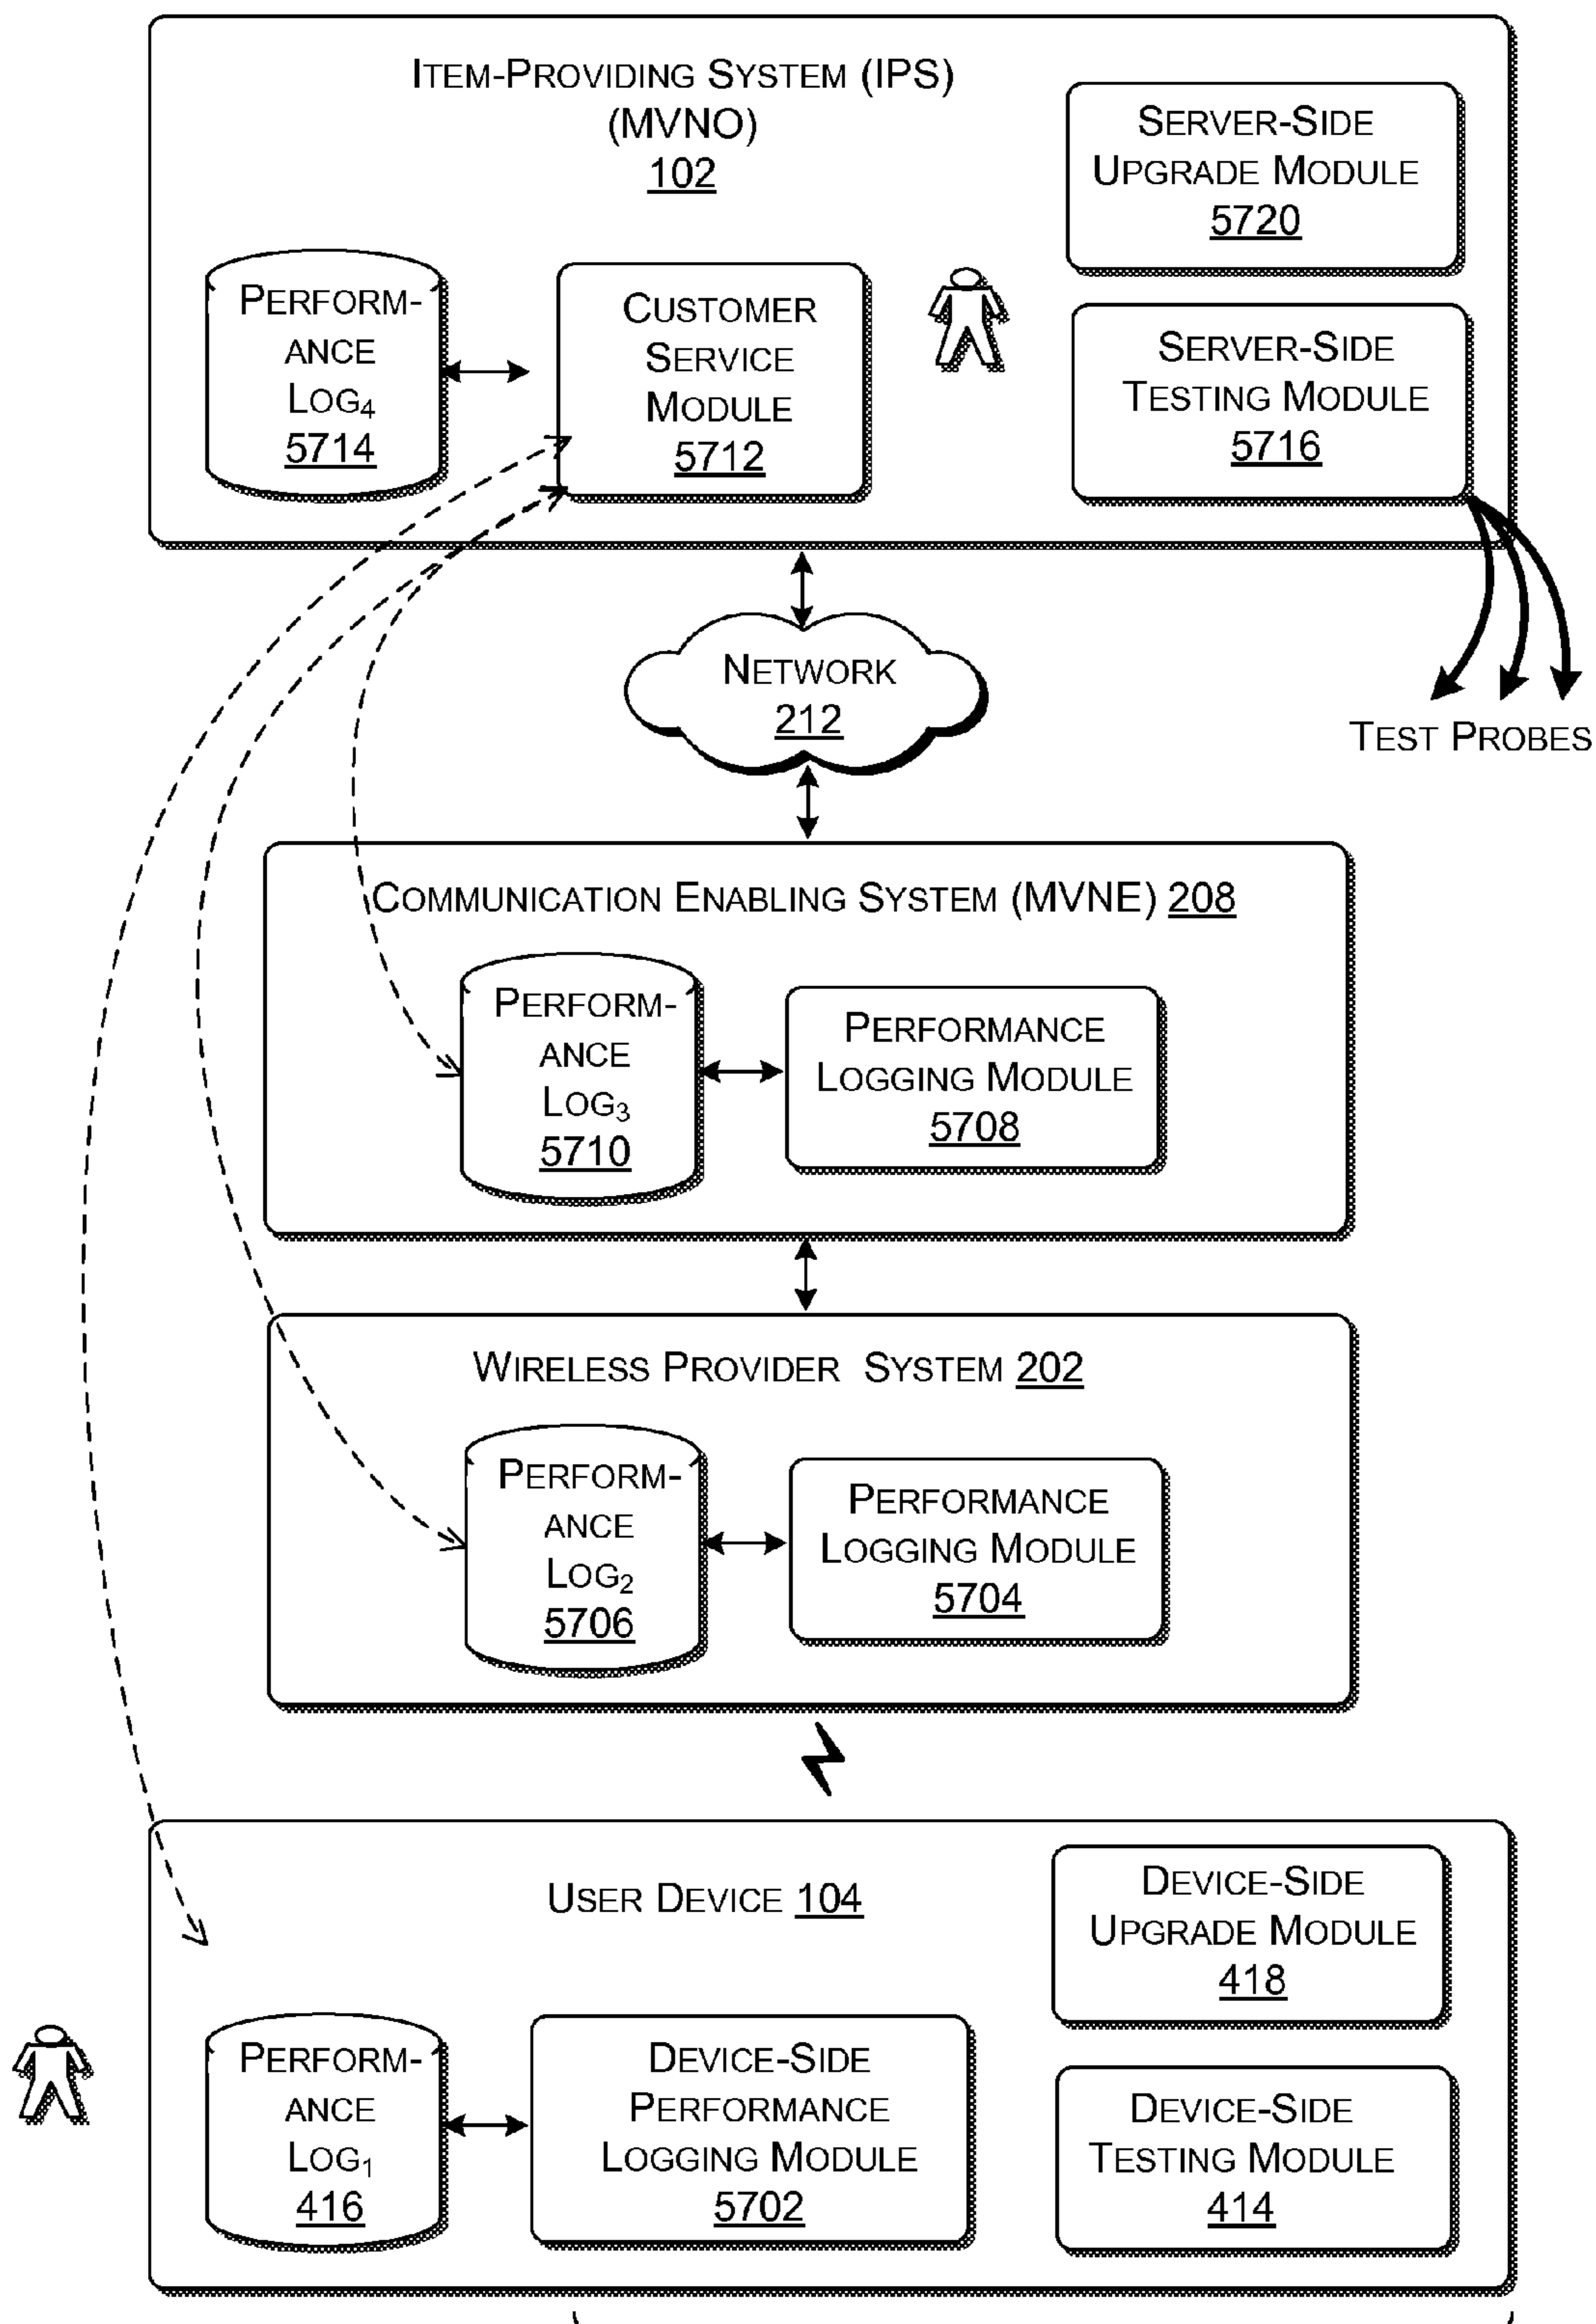 ITEM-PROVIDING SYSTEM (IPS)
(MVNO)
102
SERVER-SIDE
UPGRADE MODULE
5720
PERFORM-
ANCE
LOG4
5714
CUSTOMER
SERVICE
MODULE
5712
SERVER-SIDE
TESTING MODULE
5716
NETWORK
212
TEST PROBES
COMMUNICATION ENABLING SYSTEM (MVNE) 208
PERFORM-
ANCE
LOG3
5710
PERFORMANCE
LOGGING MODULE
5708
WIRELESS PROVIDER SYSTEM 202
PERFORM-
ANCE
LOG2
5706
PERFORMANCE
LOGGING MODULE
5704
USER DEVICE 104
DEVICE-SIDE
UPGRADE MODULE
418
PERFORM-
ANCE
LOG1
416
DEVICE-SIDE
PERFORMANCE
LOGGING MODULE
5702
DEVICE-SIDE
TESTING MODULE
414